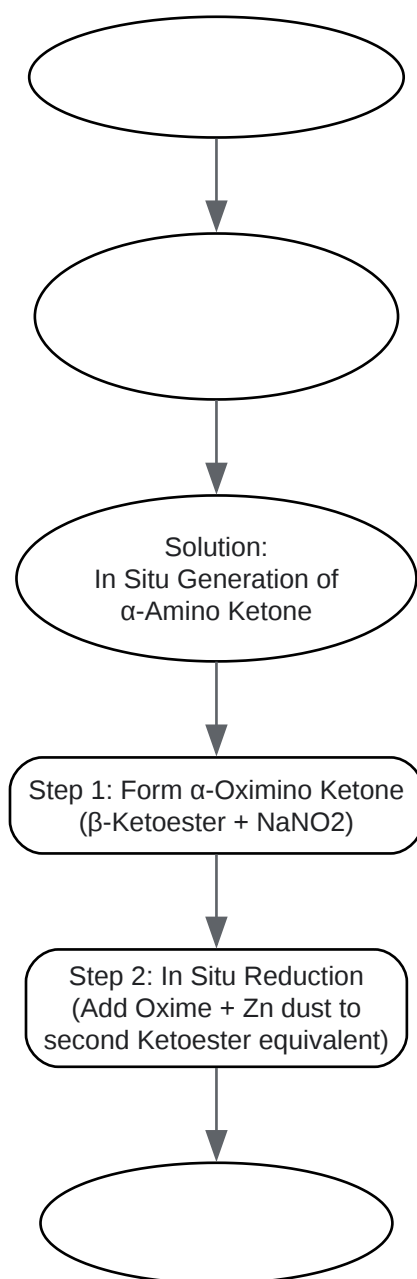 Solution:
In Situ Generation of
α-Amino Ketone
Step 1: Form α-Oximino Ketone
(β-Ketoester + NaNO2)
Step 2: In Situ Reduction
(Add Oxime + Zn dust to
second Ketoester equivalent)